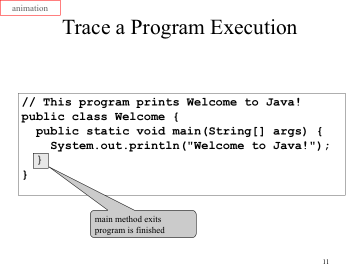 animation
Trace a Program Execution
// This program prints Welcome to Java!
public class Welcome {
public static void main(String[] args) {
System.out.println("Welcome to Java!");
}
}
main method exits
program is finished
11